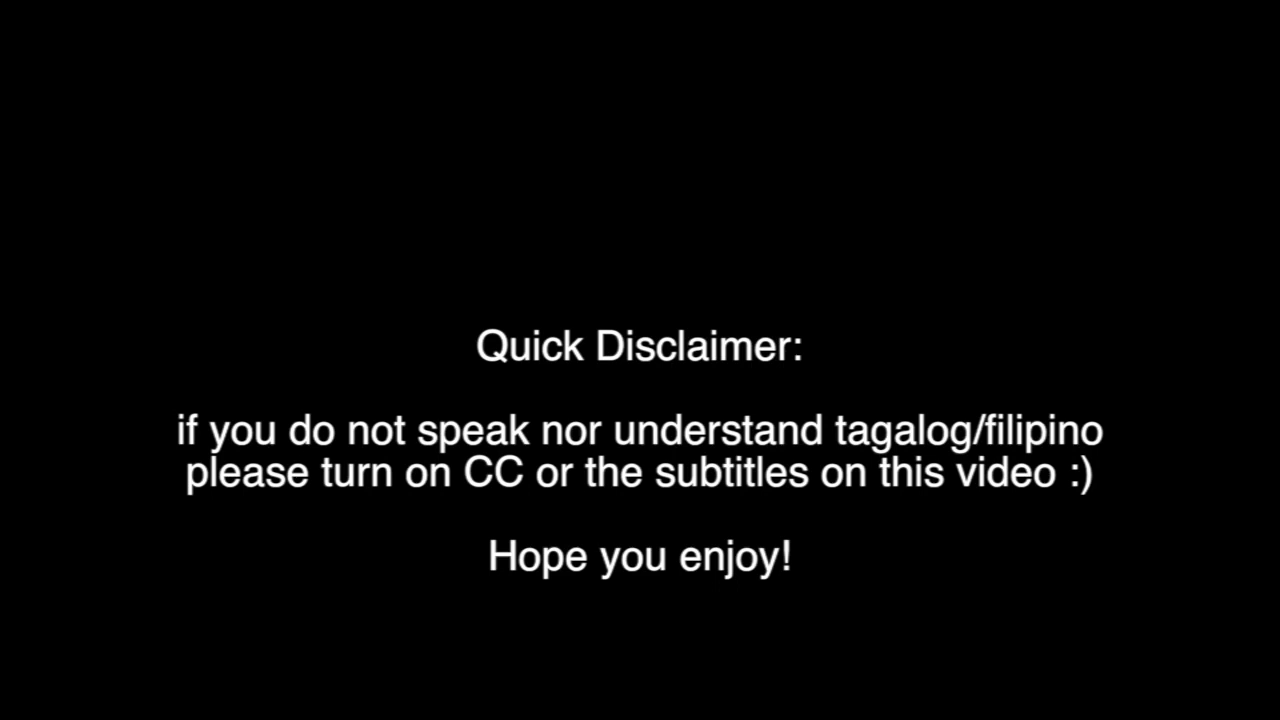 Quick Disclaimer:
if you do not speak nor understand tagalog/filipino
please turn on CC or the subtitles on this video :)
Hope you enjoy!